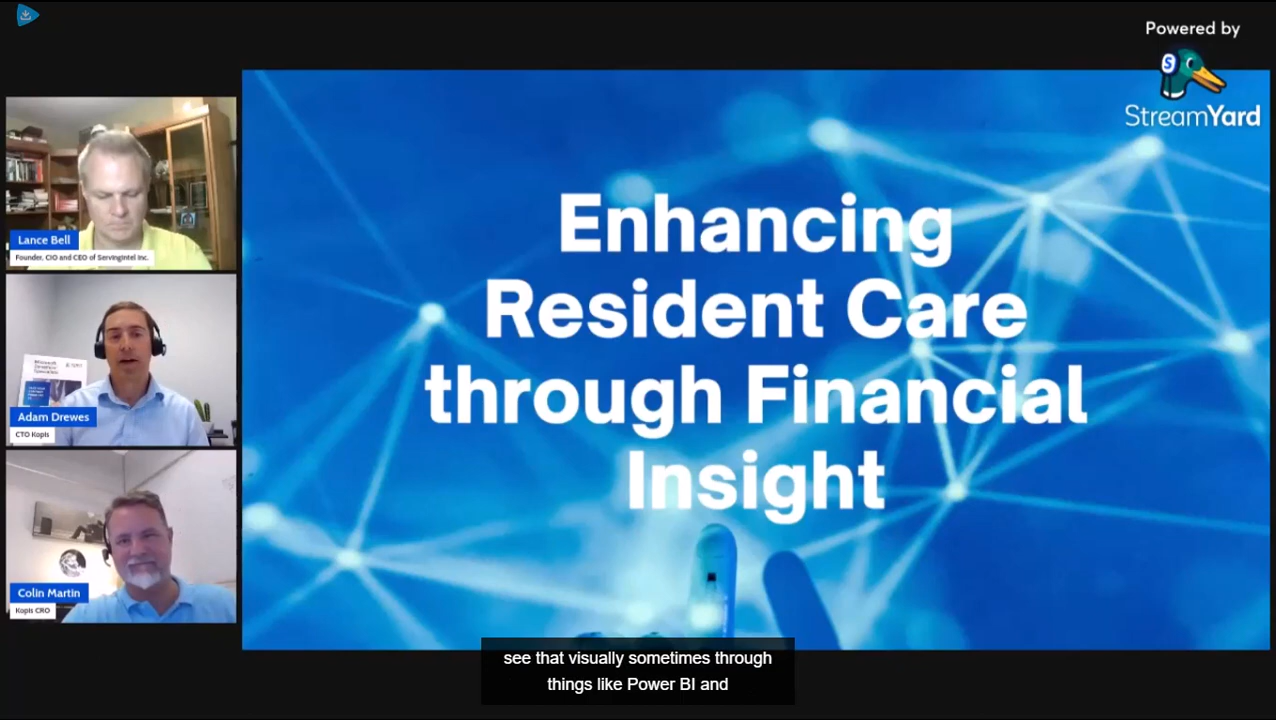 Powered by
StreamYard
Lance Bell
Founder, CIO and CEO of ServingIntel Inc.
Adam Drewes
CTO Kopis
Colin Martin
Kopis CRO
Enhancing
Resident Care
through Financial
Insight
see that visually sometimes through
things like Power BI and